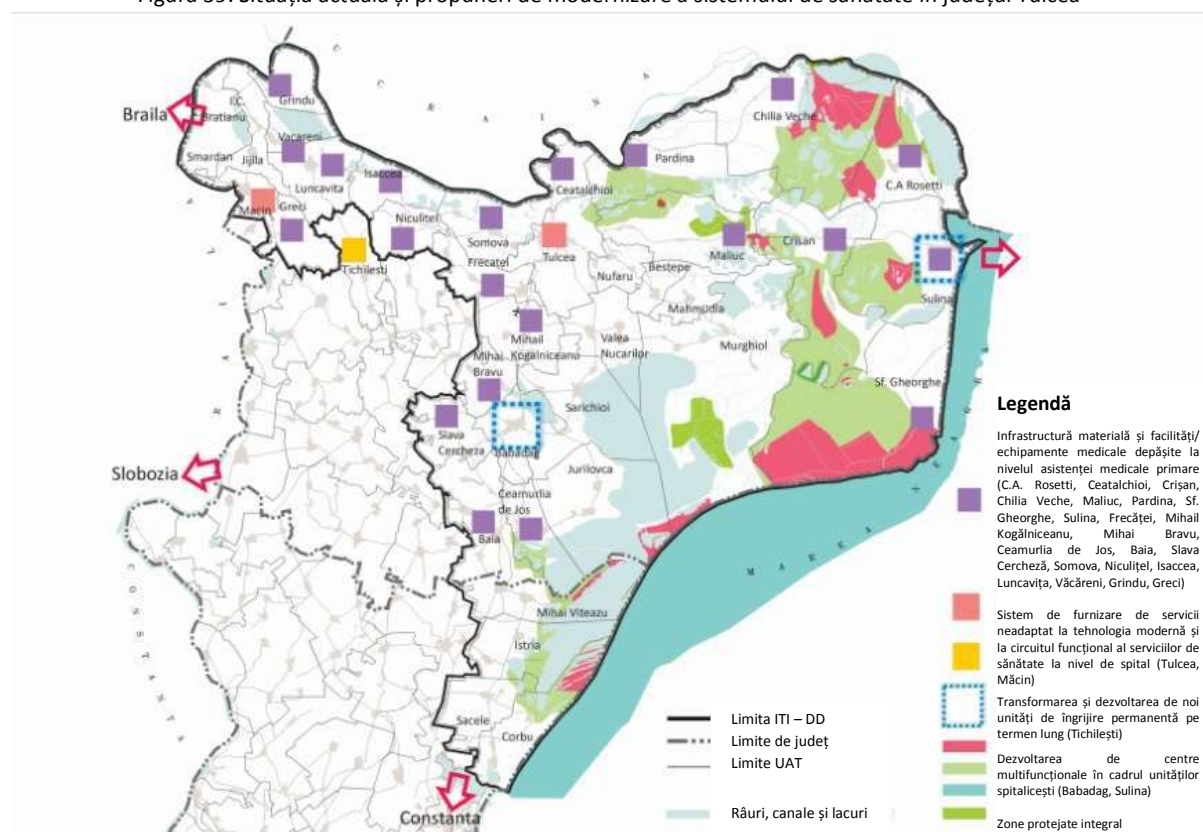 Figura 35. Situația actuală și propuneri de modernizare a sistemului de sănătate în județul Tulcea
U C R A I N A
Braila
I.C. Bratianu
Grindu
Vacareni
Smardan
Jijila
Luncavita
Isaccea
Macin
Greci
Niculitel
Tichilesti
Somova
Frecatei
Tulcea
Ceatalchioi
Pardina
Chilia Veche
C.A Rosetti
Maliuc
Crisan
Sulina
Nufaru
Bestepe
Mahmudia
Murghiol
Mihail
Kogalniceanu
Valea
Nucarilor
Mihai
Bravu
Sarichioi
Slava
Cercheza
Babadag
Jurilovca
Sf. Gheorghe
Slobozia
Ceamurlia
de Jos
Baia
Mihai Viteazu
Istria
Sacele
Corbu
Constanta
CONSTANTA
MAREA NEAGRA
Limita ITI – DD
Limite de județ
Limite UAT
Râuri, canale și lacuri
Legendă
Infrastructură materială și facilități/
echipamente medicale depășite la
nivelul asistenței medicale primare
(C.A. Rosetti, Ceatalchioi, Crișan,
Chilia Veche, Maliuc, Pardina, Sf.
Gheorghe, Sulina, Frecăței, Mihail
Kogălniceanu, Mihai Bravu,
Ceamurlia de Jos, Baia, Slava
Cercheză, Somova, Niculițel, Isaccea,
Luncavița, Văcăreni, Grindu, Greci)
Sistem de furnizare de servicii
neadaptat la tehnologia modernă și
la circuitul funcțional al serviciilor de
sănătate la nivel de spital (Tulcea,
Măcin)
Transformarea și dezvoltarea de noi
unități de îngrijire permanentă pe
termen lung (Tichilești)
Dezvoltarea de centre
multifuncționale în cadrul unităților
spitalicești (Babadag, Sulina)
Zone protejate integral